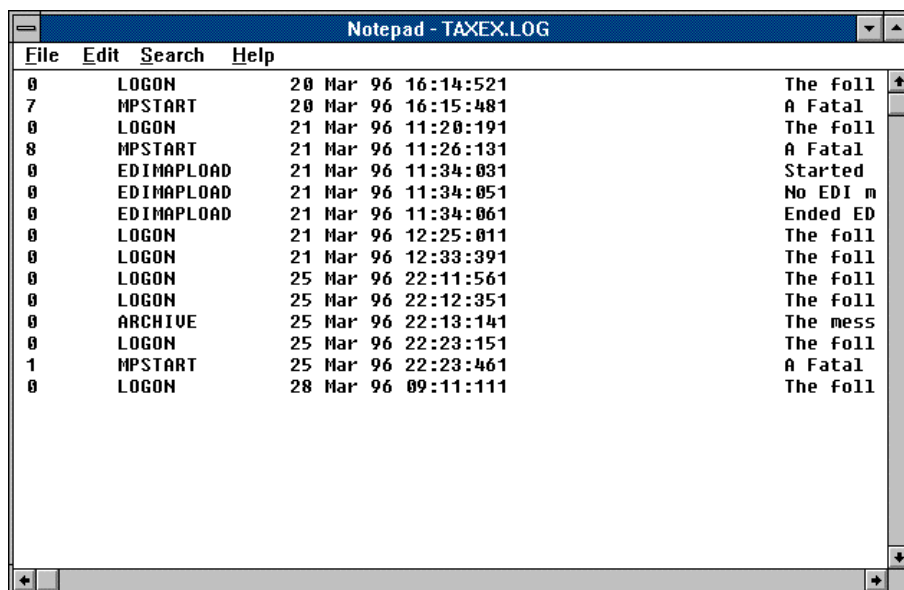 Notepad - TAXEX.LOG
File Edit Search Help
0 LOGON 20 Mar 96 16:14:521 The foll
7 MPSTART 20 Mar 96 16:15:481 A Fatal
0 LOGON 21 Mar 96 11:20:191 The foll
8 MPSTART 21 Mar 96 11:26:131 A Fatal
0 EDIMAPLOAD 21 Mar 96 11:34:031 Started
0 EDIMAPLOAD 21 Mar 96 11:34:051 No EDI m
0 EDIMAPLOAD 21 Mar 96 11:34:061 Ended ED
0 LOGON 21 Mar 96 12:25:011 The foll
0 LOGON 21 Mar 96 12:33:391 The foll
0 LOGON 25 Mar 96 22:11:561 The foll
0 LOGON 25 Mar 96 22:12:351 The foll
0 ARCHIVE 25 Mar 96 22:13:141 The mess
0 LOGON 25 Mar 96 22:23:151 The foll
1 MPSTART 25 Mar 96 22:23:461 A Fatal
0 LOGON 28 Mar 96 09:11:111 The foll